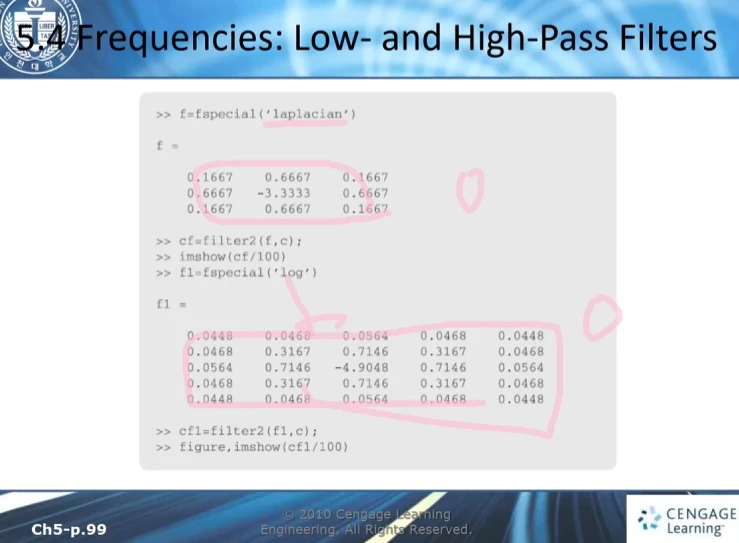 5.4 Frequencies: Low- and High-Pass Filters
>> f=fspecial('laplacian')
f =
0.1667 0.6667 0.1667
0.6667 -3.3333 0.6667
0.1667 0.6667 0.1667
>> cf=filter2(f,c);
>> imshow(cf/100)
>> f1=fspecial('log')
f1 =
0.0448 0.0468 0.0564 0.0468 0.0448
0.0468 0.3167 0.7146 0.3167 0.0468
0.0564 0.7146 -4.9048 0.7146 0.0564
0.0468 0.3167 0.7146 0.3167 0.0468
0.0448 0.0468 0.0564 0.0468 0.0448
>> cf1=filter2(f1,c);
>> figure,imshow(cf1/100)
0
0
Ch5-p.99
© 2010 Cengage Learning
Engineering. All Rights Reserved.
CENGAGE
Learning